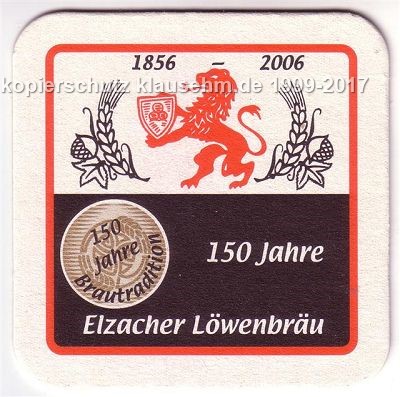 1856 – 2006
kopierschutz klausehm.de 1999-2017
150
Jahre
Brautradition
150 Jahre
Elzacher Löwenbräu